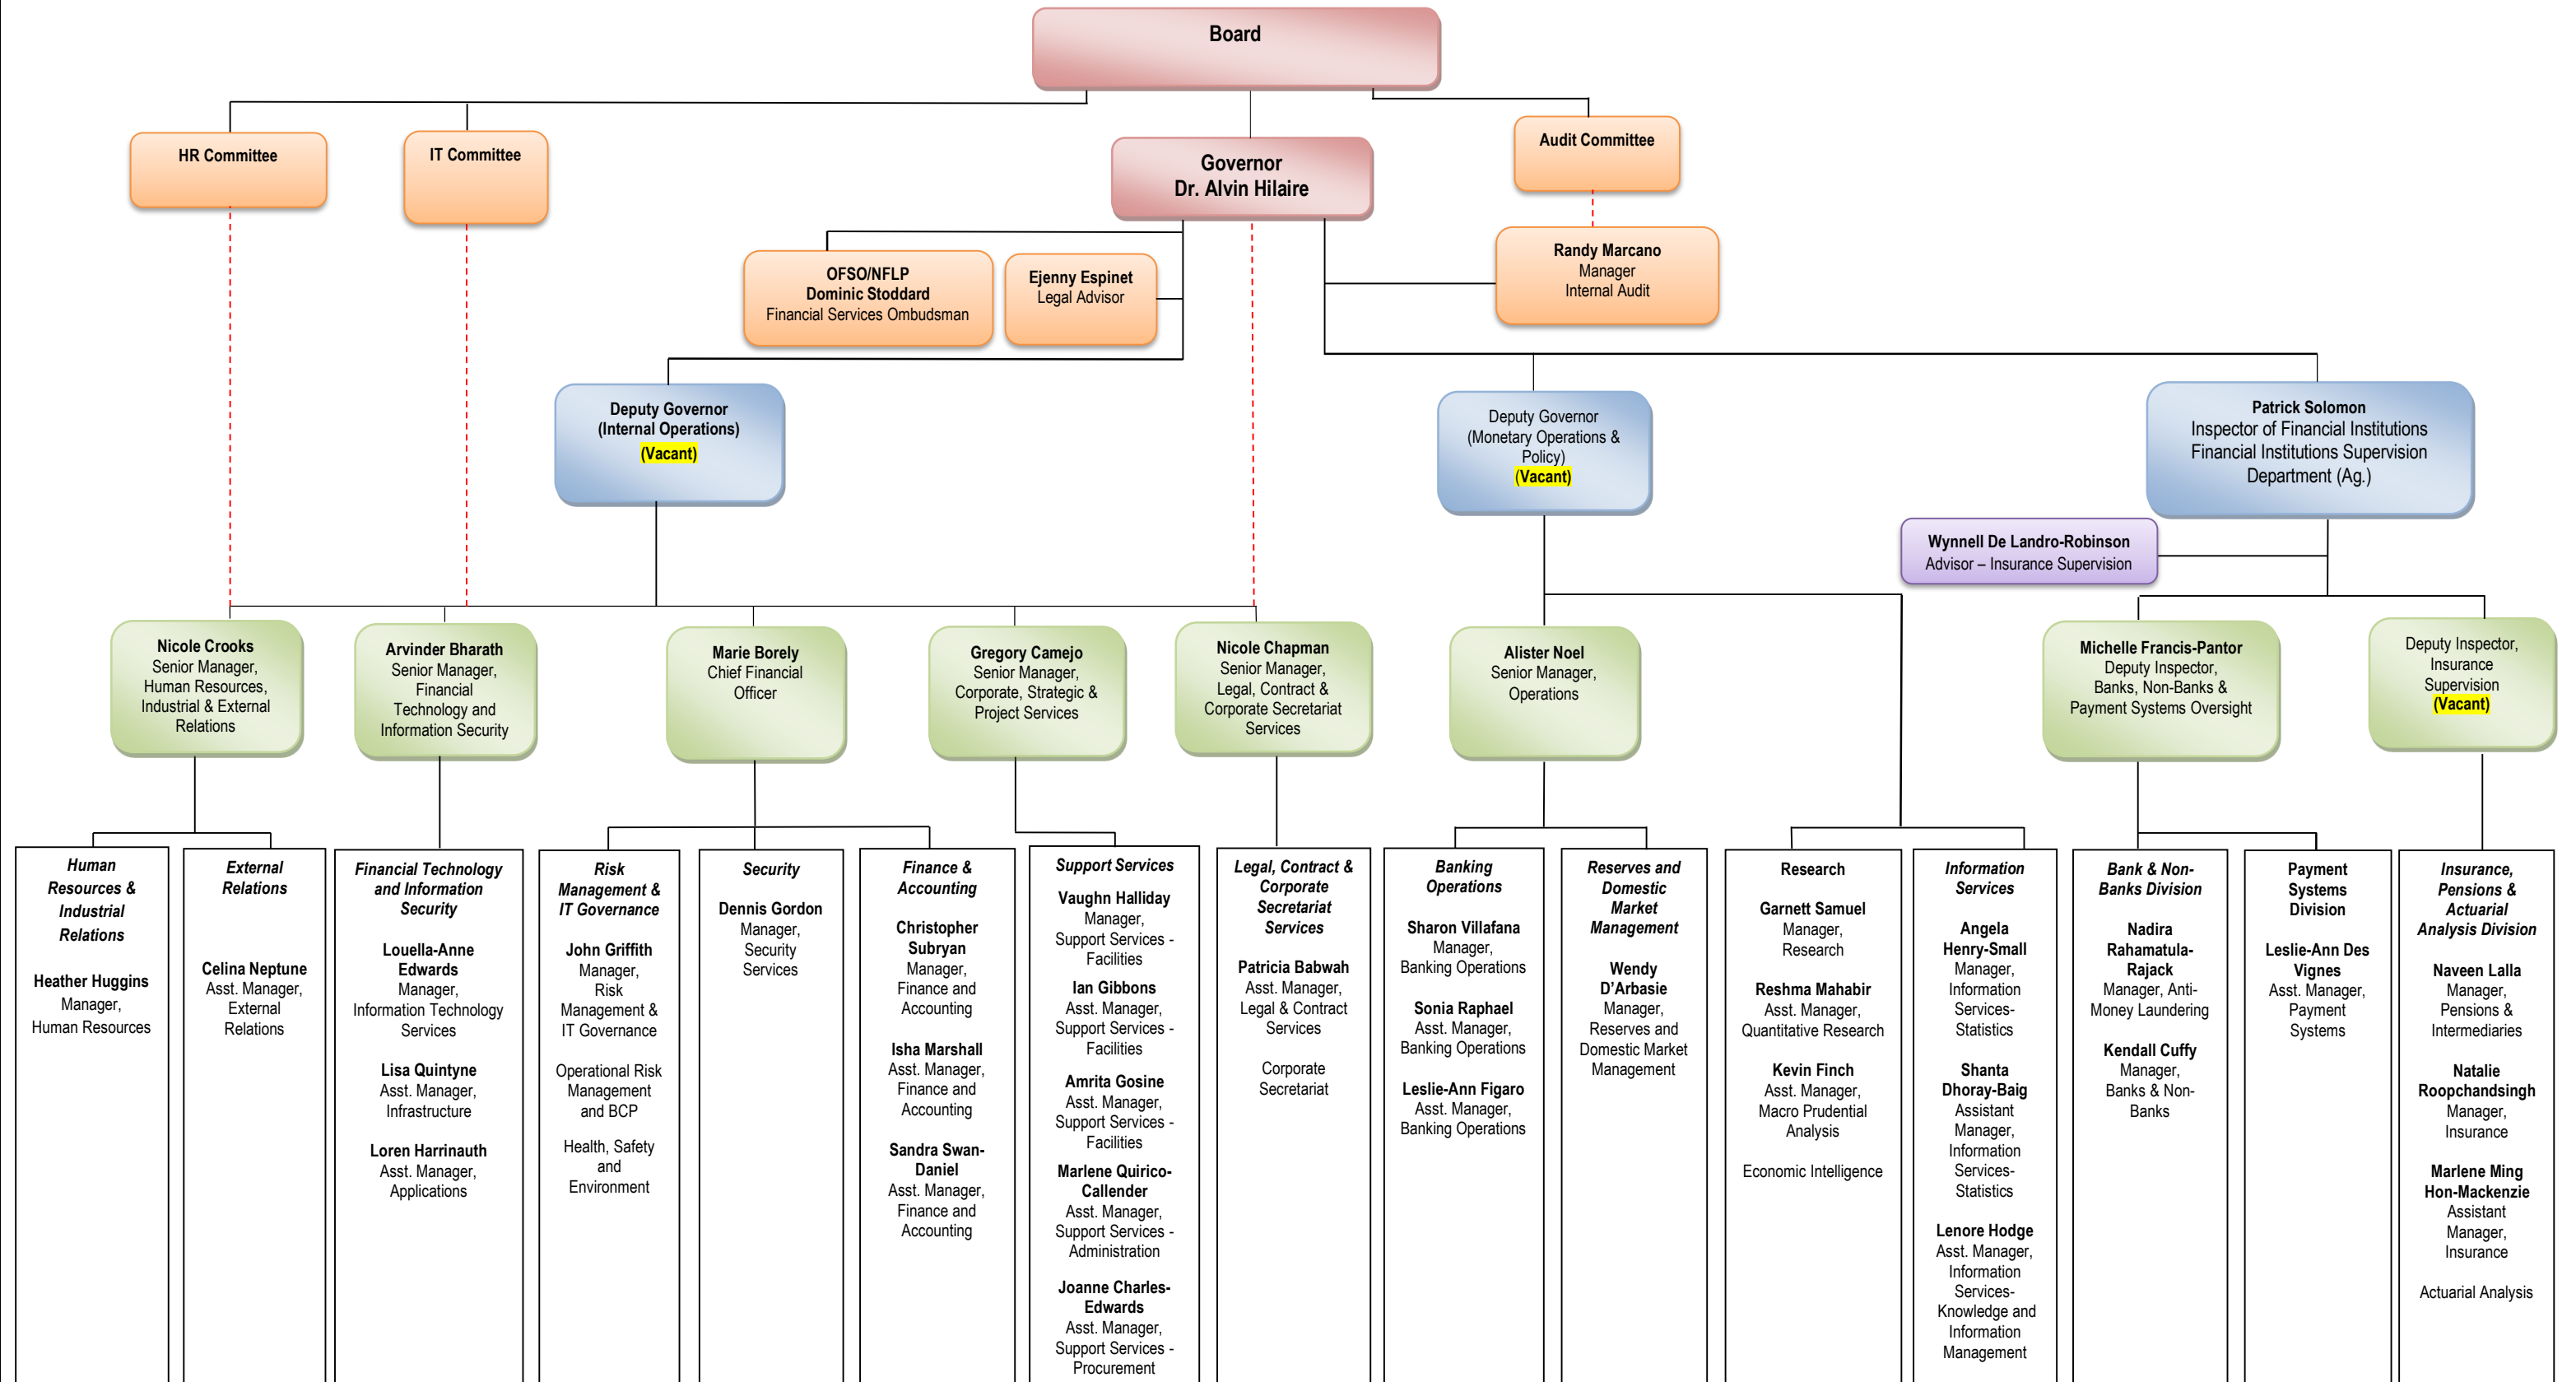 Board
HR Committee
IT Committee
Governor
Dr. Alvin Hilaire
Audit Committee
OFSO/NFLP
Dominic Stoddard
Financial Services Ombudsman
Ejenny Espinet
Legal Advisor
Randy Marcano
Manager
Internal Audit
Deputy Governor
(Internal Operations)
(Vacant)
Deputy Governor
(Monetary Operations &
Policy)
(Vacant)
Patrick Solomon
Inspector of Financial Institutions
Financial Institutions Supervision
Department (Ag.)
Wynnell De Landro-Robinson
Advisor – Insurance Supervision
Nicole Crooks
Senior Manager,
Human Resources,
Industrial & External
Relations
Arvinder Bharath
Senior Manager,
Financial
Technology and
Information Security
Marie Borely
Chief Financial
Officer
Gregory Camejo
Senior Manager,
Corporate, Strategic &
Project Services
Nicole Chapman
Senior Manager,
Legal, Contract &
Corporate Secretariat
Services
Alister Noel
Senior Manager,
Operations
Michelle Francis-Pantor
Deputy Inspector,
Banks, Non-Banks &
Payment Systems Oversight
Deputy Inspector,
Insurance
Supervision
(Vacant)
Human
Resources &
Industrial
Relations
Heather Huggins
Manager,
Human Resources
External
Relations
Celina Neptune
Asst. Manager,
External
Relations
Financial Technology
and Information
Security
Louella-Anne
Edwards
Manager,
Information Technology
Services
Lisa Quintyne
Asst. Manager,
Infrastructure
Loren Harrinauth
Asst. Manager,
Applications
Risk
Management &
IT Governance
John Griffith
Manager,
Risk
Management &
IT Governance
Operational Risk
Management
and BCP
Health, Safety
and
Environment
Security
Dennis Gordon
Manager,
Security
Services
Finance &
Accounting
Christopher
Subryan
Manager,
Finance and
Accounting
Isha Marshall
Asst. Manager,
Finance and
Accounting
Sandra Swan-
Daniel
Asst. Manager,
Finance and
Accounting
Support Services
Vaughn Halliday
Manager,
Support Services -
Facilities
Ian Gibbons
Asst. Manager,
Support Services -
Facilities
Amrita Gosine
Asst. Manager,
Support Services -
Facilities
Marlene Quirico-
Callender
Asst. Manager,
Support Services -
Administration
Joanne Charles-
Edwards
Asst. Manager,
Support Services -
Procurement
Legal, Contract &
Corporate
Secretariat
Services
Patricia Babwah
Asst. Manager,
Legal & Contract
Services
Corporate
Secretariat
Banking
Operations
Sharon Villafana
Manager,
Banking Operations
Sonia Raphael
Asst. Manager,
Banking Operations
Leslie-Ann Figaro
Asst. Manager,
Banking Operations
Reserves and
Domestic
Market
Management
Wendy
D’Arbasie
Manager,
Reserves and
Domestic Market
Management
Research
Garnett Samuel
Manager,
Research
Reshma Mahabir
Asst. Manager,
Quantitative Research
Kevin Finch
Asst. Manager,
Macro Prudential
Analysis
Economic Intelligence
Information
Services
Angela
Henry-Small
Manager,
Information
Services-
Statistics
Shanta
Dhoray-Baig
Assistant
Manager,
Information
Services-
Statistics
Lenore Hodge
Asst. Manager,
Information
Services-
Knowledge and
Information
Management
Bank & Non-
Banks Division
Nadira
Rahamatula-
Rajack
Manager, Anti-
Money Laundering
Kendall Cuffy
Manager,
Banks & Non-
Banks
Payment
Systems
Division
Leslie-Ann Des
Vignes
Asst. Manager,
Payment
Systems
Insurance,
Pensions &
Actuarial
Analysis Division
Naveen Lalla
Manager,
Pensions &
Intermediaries
Natalie
Roopchandsingh
Manager,
Insurance
Marlene Ming
Hon-Mackenzie
Assistant
Manager,
Insurance
Actuarial Analysis